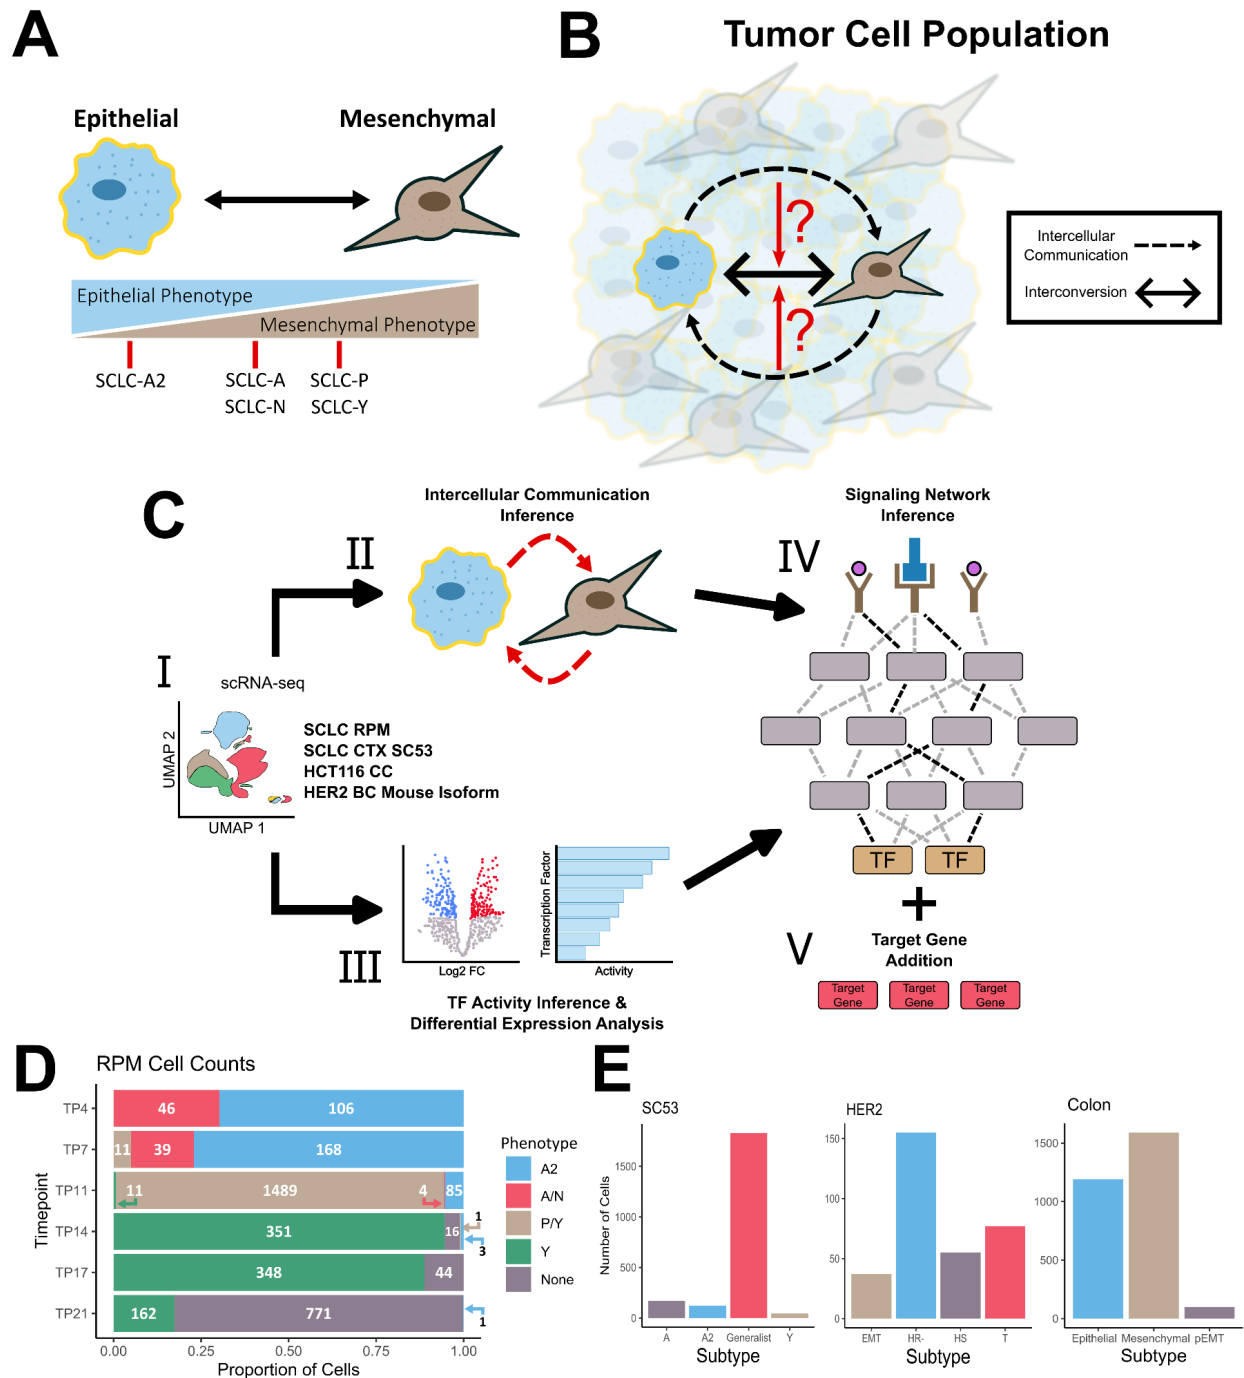 A
Epithelial
Mesenchymal
Epithelial Phenotype
Mesenchymal Phenotype
SCLC-A2
SCLC-A
SCLC-N
SCLC-P
SCLC-Y
B
Tumor Cell Population
?
?
Intercellular
Communication
Interconversion
C
I
scRNA-seq
UMAP 2
UMAP 1
SCLC RPM
SCLC CTX SC53
HCT116 CC
HER2 BC Mouse Isoform
II
Intercellular Communication
Inference
III
Log2 FC
Transcription Factor
Activity
TF Activity Inference &
Differential Expression Analysis
IV
Signaling Network
Inference
TF
TF
+
V
Target Gene
Addition
Target
Gene
Target
Gene
Target
Gene
D
RPM Cell Counts
Timepoint
TP4
46
106
TP7
11
39
168
TP11
11
1489
4
85
TP14
351
16
1
3
TP17
348
44
TP21
162
771
1
0.00
0.25
0.50
0.75
1.00
Proportion of Cells
Phenotype
A2
A/N
P/Y
Y
None
E
SC53
Number of Cells
1500
1000
500
0
A
A2
Generalist
Y
Subtype
HER2
150
100
50
0
EMT
HR-
HS
T
Subtype
Colon
1500
1000
500
0
Epithelial
Mesenchymal
pEMT
Subtype